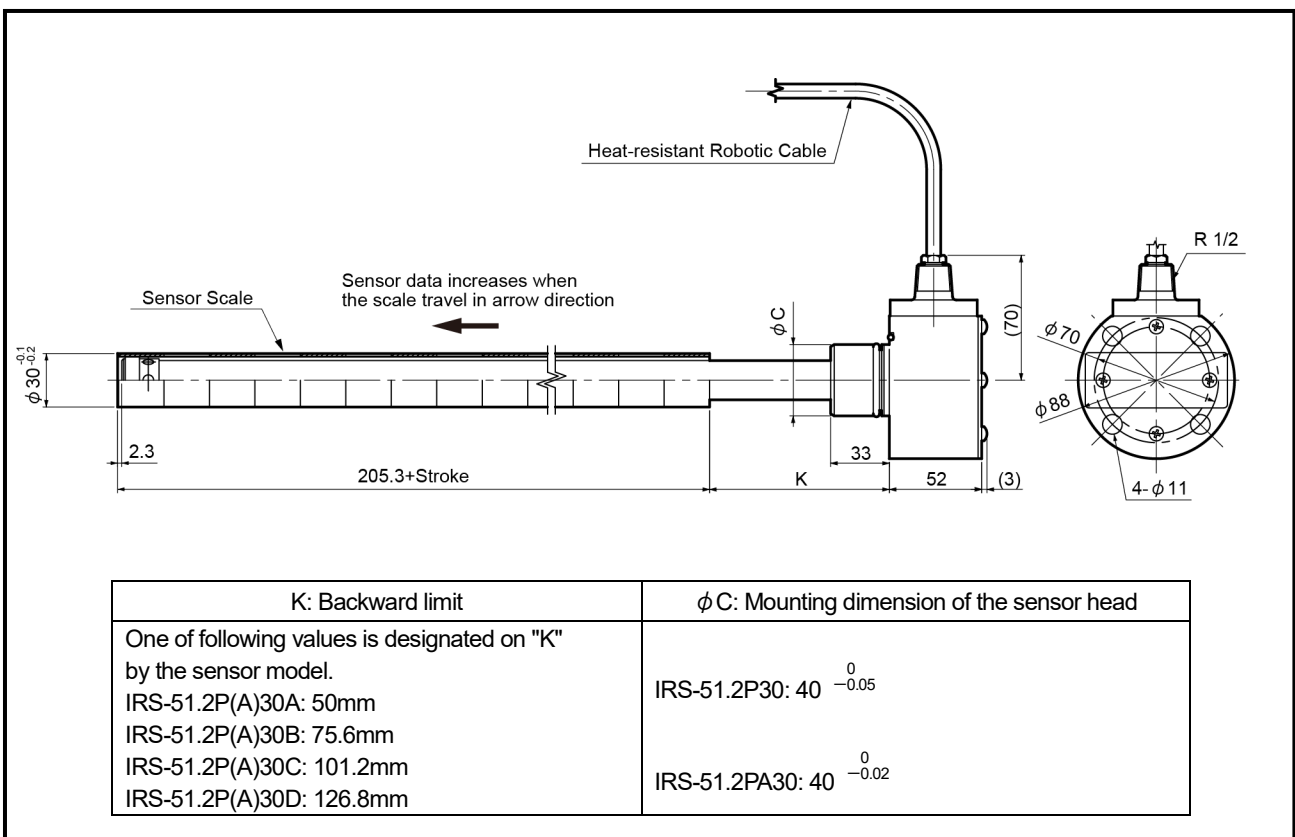 Heat-resistant Robotic Cable
R 1/2
Sensor data increases when
the scale travel in arrow direction
Sensor Scale
φC
(70)
φ70
φ30 -0.1 -0.2
φ88
2.3
33
205.3+Stroke
K
52
(3)
4-φ11
K: Backward limit
φC: Mounting dimension of the sensor head
One of following values is designated on "K"
by the sensor model.
IRS-51.2P(A)30A: 50mm
IRS-51.2P(A)30B: 75.6mm
IRS-51.2P(A)30C: 101.2mm
IRS-51.2P(A)30D: 126.8mm
IRS-51.2P30: 40 0 −0.05
IRS-51.2PA30: 40 0 −0.02